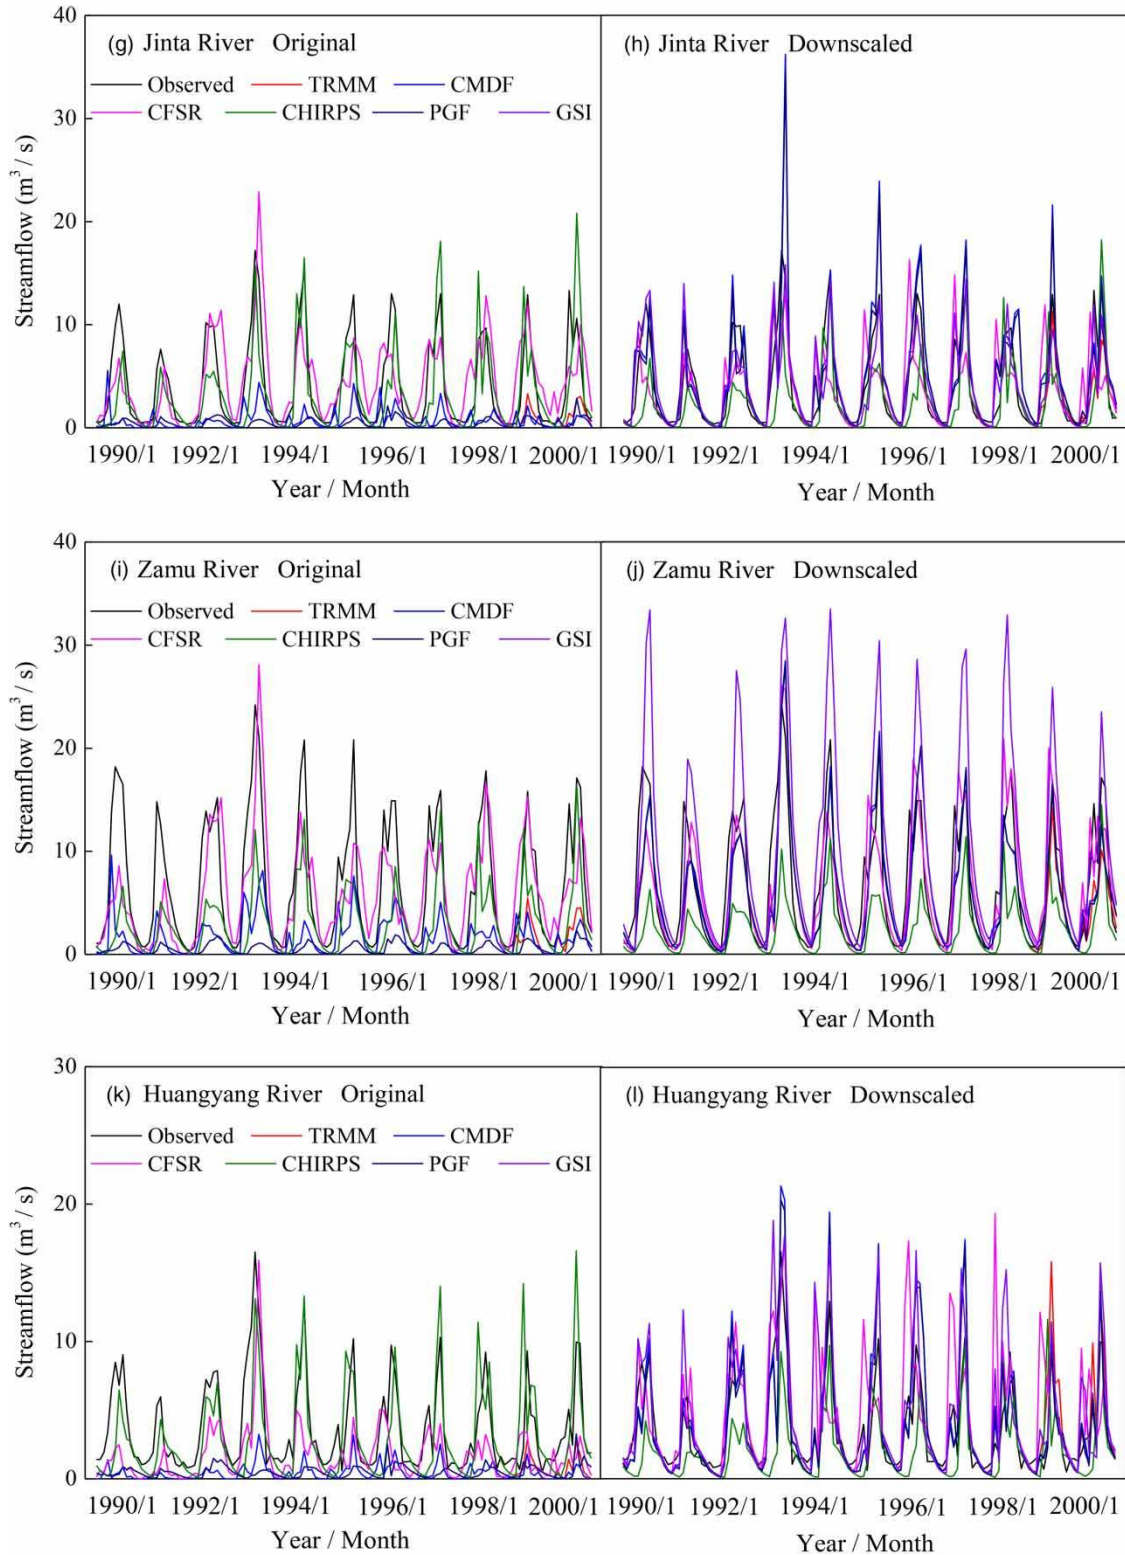 (g) Jinta River Original
Observed TRMM CMDF
CFSR CHIRPS PGF GSI
(h) Jinta River Downscaled
40
30
20
10
0
Streamflow (m³ / s)
1990/1 1992/1 1994/1 1996/1 1998/1 2000/1
Year / Month
1990/1 1992/1 1994/1 1996/1 1998/1 2000/1
Year / Month
(i) Zamu River Original
Observed TRMM CMDF
CFSR CHIRPS PGF GSI
(j) Zamu River Downscaled
40
30
20
10
0
Streamflow (m³ / s)
1990/1 1992/1 1994/1 1996/1 1998/1 2000/1
Year / Month
1990/1 1992/1 1994/1 1996/1 1998/1 2000/1
Year / Month
(k) Huangyang River Original
Observed TRMM CMDF
CFSR CHIRPS PGF GSI
(l) Huangyang River Downscaled
30
20
10
0
Streamflow (m³ / s)
1990/1 1992/1 1994/1 1996/1 1998/1 2000/1
Year / Month
1990/1 1992/1 1994/1 1996/1 1998/1 2000/1
Year / Month